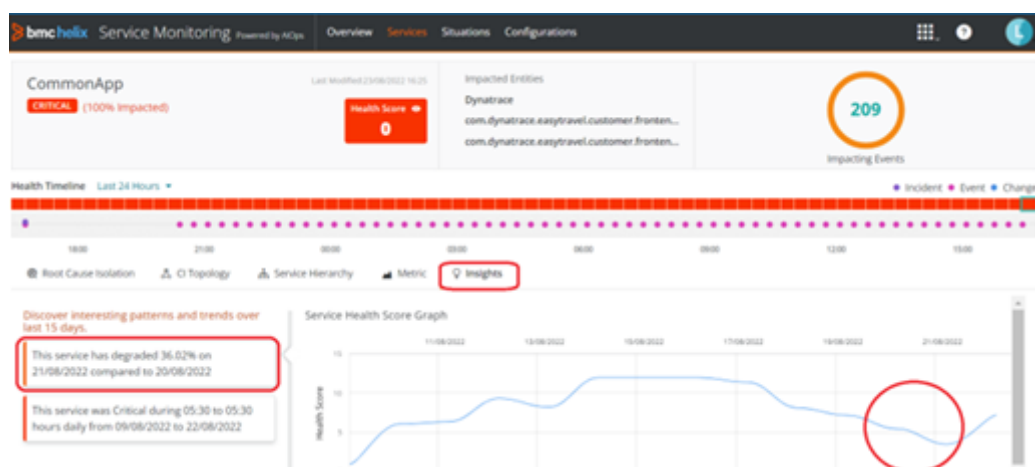 bmc helix Service Monitoring Powered by AIOps Overview Services Situations Configurations
CommonApp
CRITICAL (100% Impacted)
Last Modified:23/08/2022 16:25
Health Score
0
Impacted Entities
Dynatrace
com.dynatrace.easytravel.customer.fronten...
com.dynatrace.easytravel.customer.fronten...
209
Impacting Events
Health Timeline Last 24 Hours
Incident Event Change
18:00 21:00 00:00 03:00 06:00 09:00 12:00 15:00
Root Cause Isolation CI Topology Service Hierarchy Metric Insights
Discover interesting patterns and trends over
last 15 days.
This service has degraded 36.02% on
21/08/2022 compared to 20/08/2022
This service was Critical during 05:30 to 05:30
hours daily from 09/08/2022 to 22/08/2022
Service Health Score Graph
11/08/2022 13/08/2022 15/08/2022 17/08/2022 19/08/2022 21/08/2022
15
10
5
Health Score
L